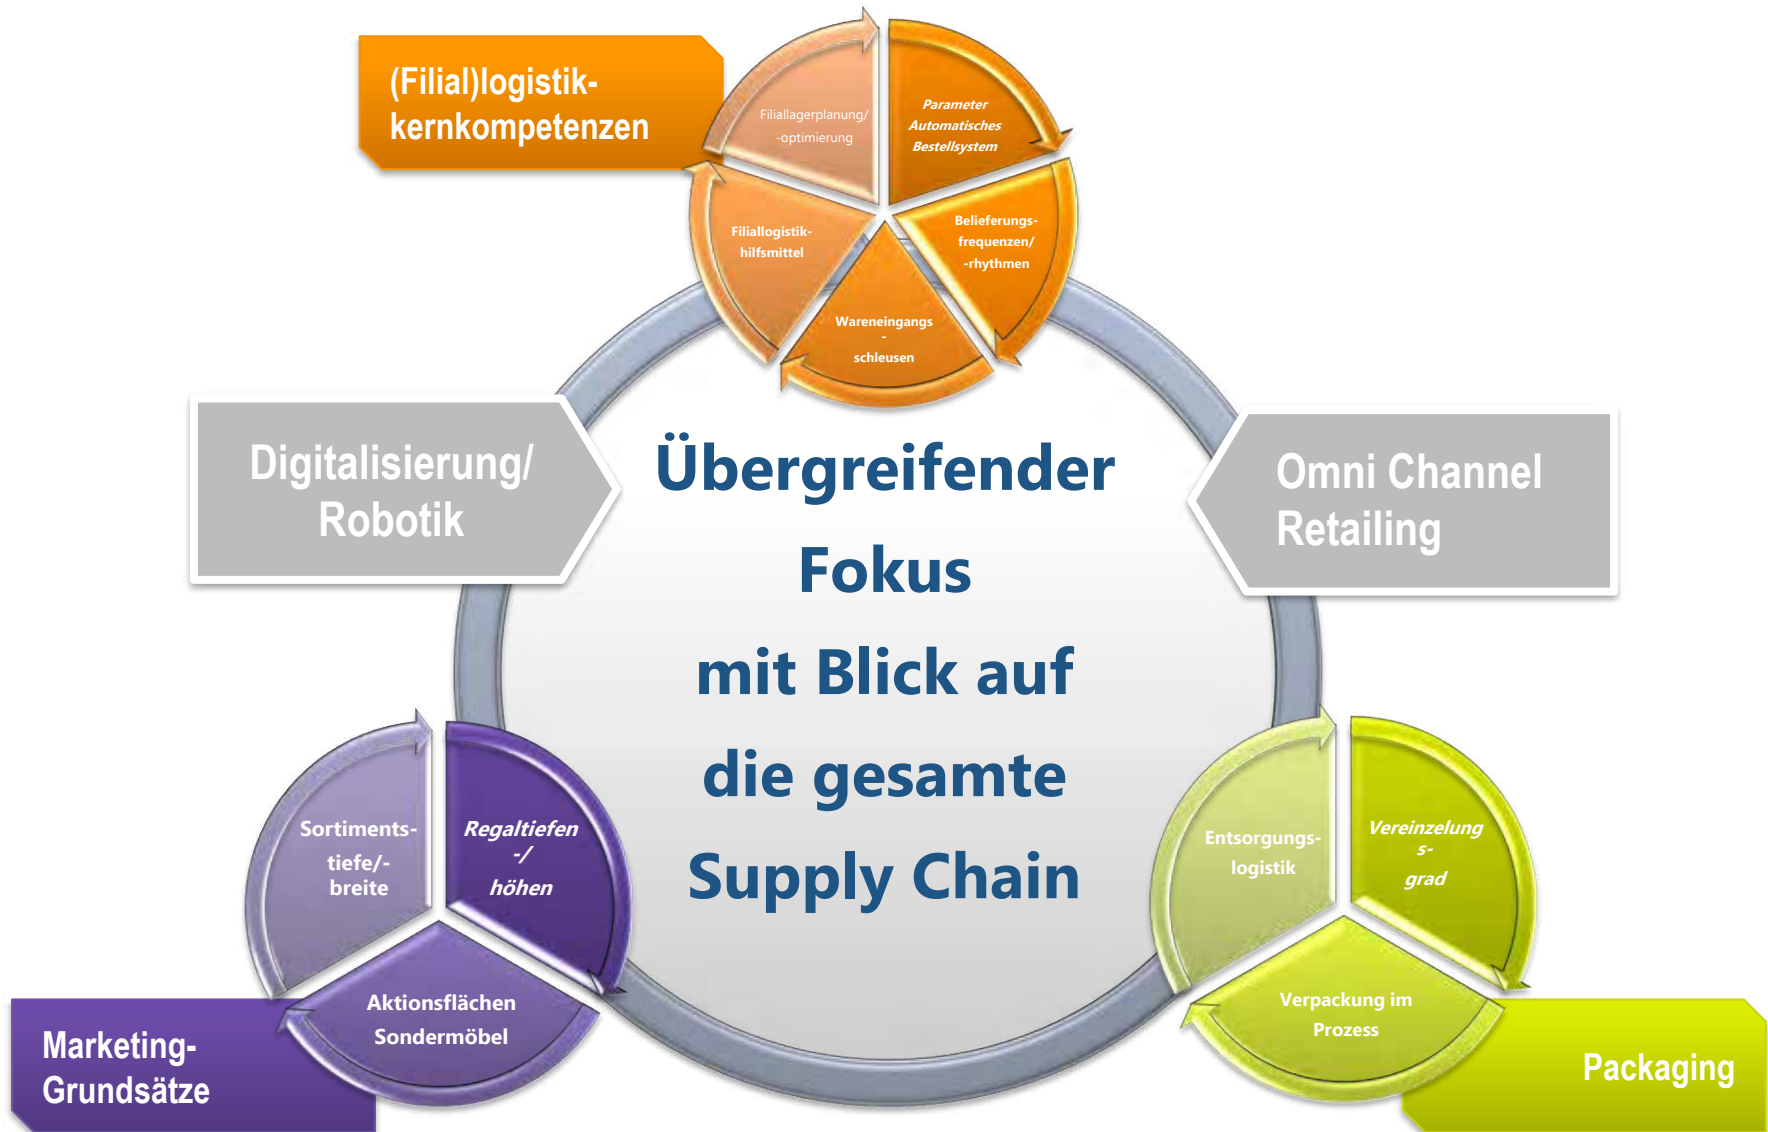 (Filial)logistik-
kernkompetenzen
Filiallagerplanung/
-optimierung
Parameter
Automatisches
Bestellsystem
Belieferungs-
frequenzen/
-rhythmen
Wareneingangs
-
schleusen
Filiallogistik-
hilfsmittel
Digitalisierung/
Robotik
Omni Channel
Retailing
Übergreifender
Fokus
mit Blick auf
die gesamte
Supply Chain
Sortiments-
tiefe/-
breite
Regaltiefen
-/
höhen
Aktionsflächen
Sondermöbel
Marketing-
Grundsätze
Entsorgungs-
logistik
Vereinzelung
s-
grad
Verpackung im
Prozess
Packaging